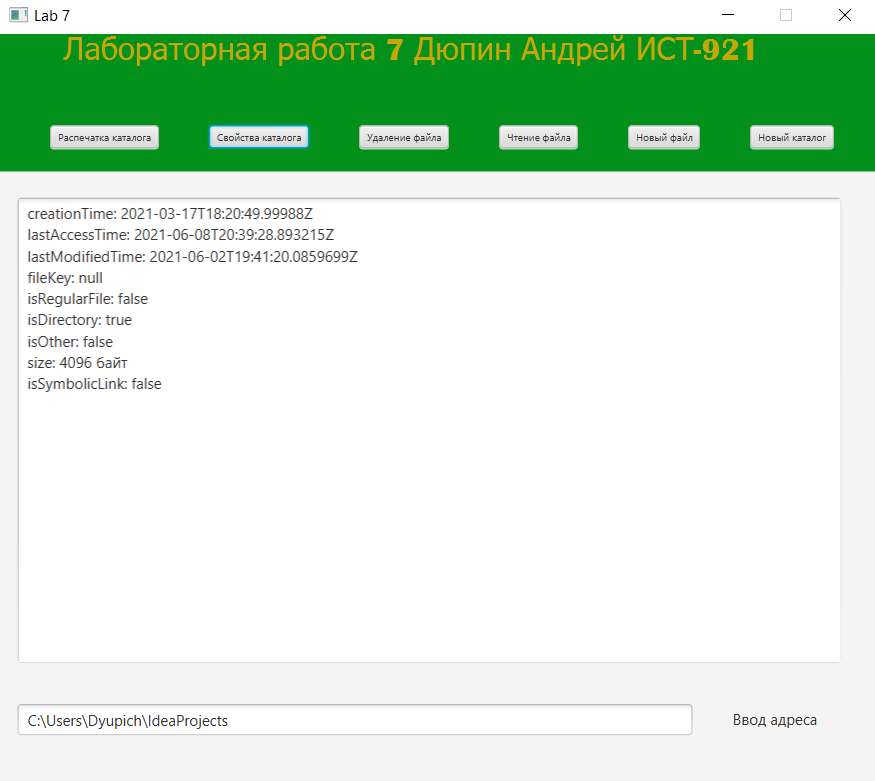 Lab 7
Лабораторная работа 7 Дюпин Андрей ИСТ-921
Распечатка каталога
Свойства каталога
Удаление файла
Чтение файла
Новый файл
Новый каталог
creationTime: 2021-03-17T18:20:49.99988Z
lastAccessTime: 2021-06-08T20:39:28.893215Z
lastModifiedTime: 2021-06-02T19:41:20.0859699Z
fileKey: null
isRegularFile: false
isDirectory: true
isOther: false
size: 4096 байт
isSymbolicLink: false
C:\Users\Dyupich\IdeaProjects
Ввод адреса